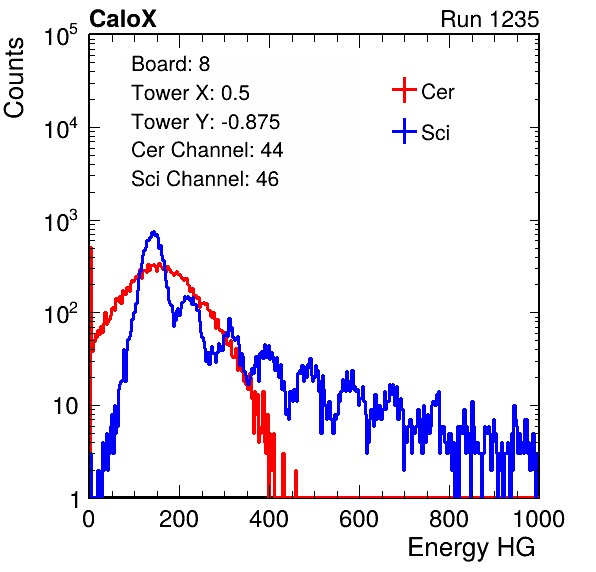 CaloX Run 1235
Counts
Board: 8
Tower X: 0.5
Tower Y: -0.875
Cer Channel: 44
Sci Channel: 46
Cer
Sci
10^5
10^4
10^3
10^2
10
1
0 200 400 600 800 1000
Energy HG